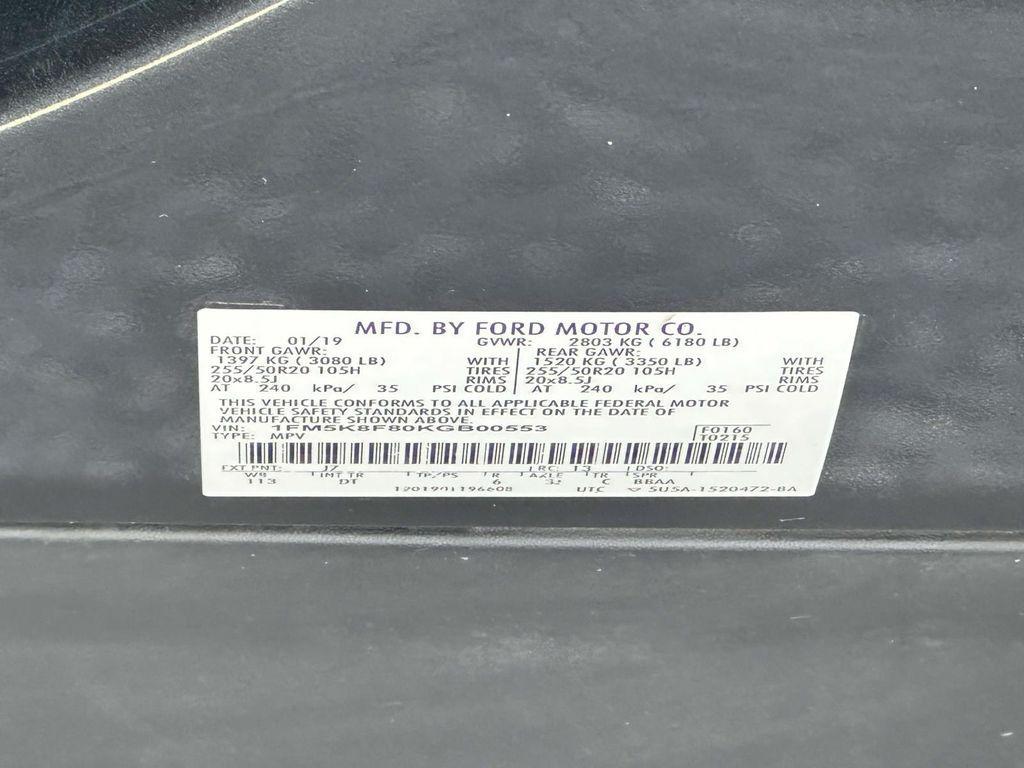 MFD. BY FORD MOTOR CO.
DATE: 01/19 GVWR: 2803 KG ( 6180 LB)
FRONT GAWR: REAR GAWR:
1397 KG ( 3080 LB) WITH 1520 KG ( 3350 LB) WITH
255/50R20 105H TIRES 255/50R20 105H TIRES
20x8.5J RIMS 20x8.5J RIMS
AT 240 kPa/ 35 PSI COLD AT 240 kPa/ 35 PSI COLD
THIS VEHICLE CONFORMS TO ALL APPLICABLE FEDERAL MOTOR
VEHICLE SAFETY STANDARDS IN EFFECT ON THE DATE OF
MANUFACTURE SHOWN ABOVE.
VIN: 1FM5K8F80KGB00553 F0160
TYPE: MPV T0215
EXT PNT: J7 RC: 13 DSO:
WB INT TR TP/PS R AXLE TR SPR
113 DT 6 C BBAA
UTC 5U5A-1520472-BA